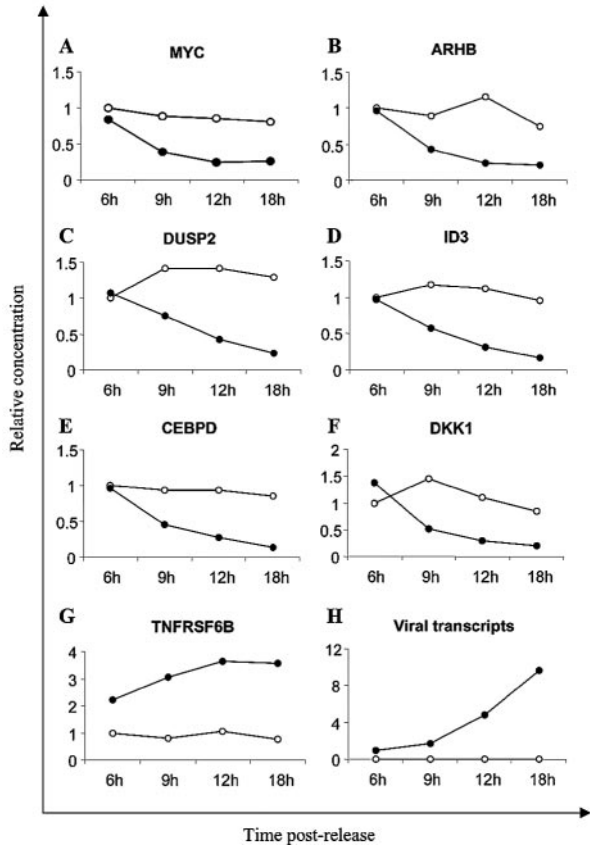 A MYC
1.5
1
0.5
0
6h 9h 12h 18h
B ARHB
1.5
1
0.5
0
6h 9h 12h 18h
C DUSP2
1.5
1
0.5
0
6h 9h 12h 18h
D ID3
1.5
1
0.5
0
6h 9h 12h 18h
E CEBPD
1.5
1
0.5
0
6h 9h 12h 18h
F DKK1
2
1.5
1
0.5
0
6h 9h 12h 18h
G TNFRSF6B
4
3
2
1
0
6h 9h 12h 18h
H Viral transcripts
12
8
4
0
6h 9h 12h 18h
Relative concentration
Time post-release